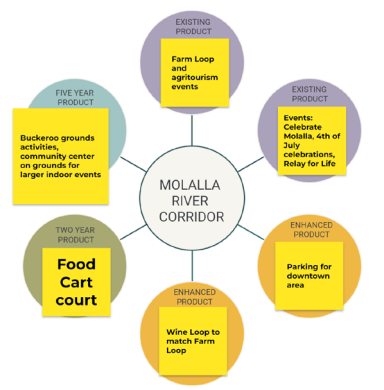 EXISTING
PRODUCT
Farm Loop
and
agritourism
events
FIVE YEAR
PRODUCT
Buckeroo grounds
activities,
community center
on grounds for
larger indoor events
EXISTING
PRODUCT
Events:
Celebrate
Molalla, 4th of
July
celebrations,
Relay for Life
MOLALLA
RIVER
CORRIDOR
TWO YEAR
PRODUCT
Food
Cart
court
ENHANCED
PRODUCT
Parking for
downtown
area
ENHANCED
PRODUCT
Wine Loop to
match Farm
Loop